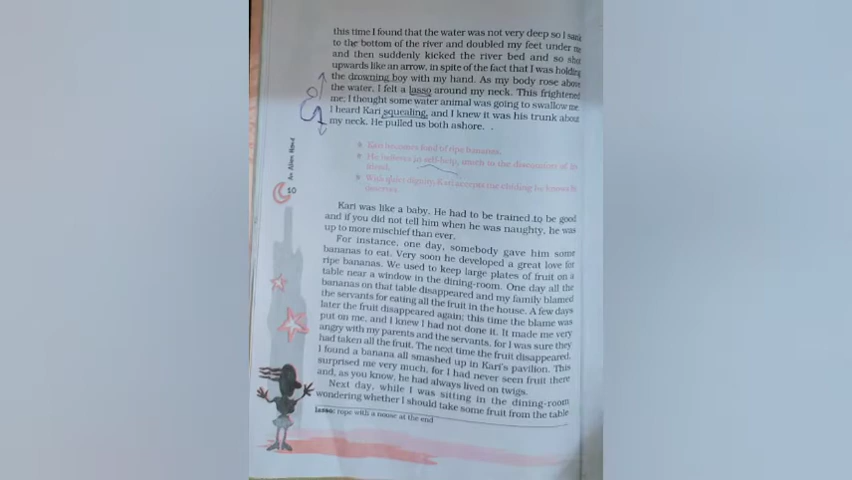 this time I found that the water was not very deep so I sank
to the bottom of the river and doubled my feet under me
and then suddenly kicked the river bed and so shot
upwards like an arrow, in spite of the fact that I was holding
the drowning boy with my hand. As my body rose above
the water, I felt a lasso around my neck. This frightened
me; I thought some water animal was going to swallow me
I heard Kari squealing, and I knew it was his trunk about
my neck. He pulled us both ashore.
Kari becomes fond of ripe bananas.
He believes in self-help, much to the discomfort of
With dignity, Kari accepts the he
deserves.
An Alien Hand
10
Kari was like a baby. He had to be trained to be good
and if you did not tell him when he was naughty, he was
up to more mischief than ever.
For instance, one day, somebody gave him some
bananas to eat. Very soon he developed a great love for
ripe bananas. We used to keep large plates of fruit on a
table near a window in the dining-room. One day all the
bananas on that table disappeared and my family blamed
the servants for eating all the fruit in the house. A few days
later the fruit disappeared again; this time the blame was
put on me, and I knew I had not done it. It made me very
angry with my parents and the servants, for I was sure they
had taken all the fruit. The next time the fruit disappeared,
I found a banana all smashed up in Kari's pavilion. This
surprised me very much, for I had never seen fruit there
and, as you know, he had always lived on twigs.
Next day, while I was sitting in the dining-room
wondering whether I should take some fruit from the table
lasso: rope with a noose at the end